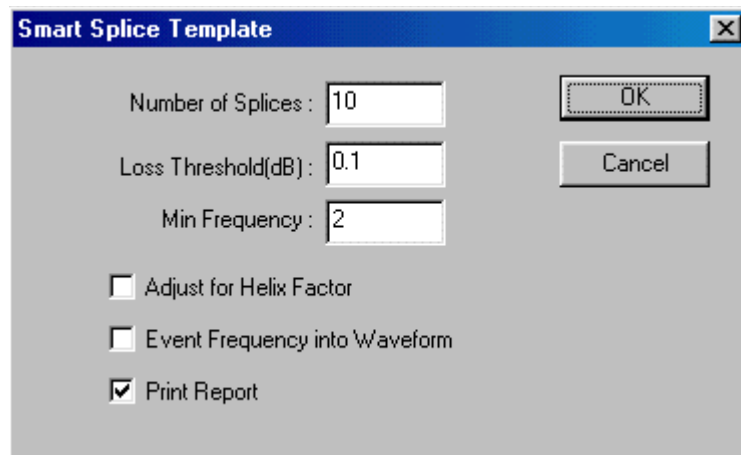 Smart Splice Template
Number of Splices : 10
OK
Loss Threshold(dB) : 0.1
Cancel
Min Frequency : 2
Adjust for Helix Factor
Event Frequency into Waveform
Print Report